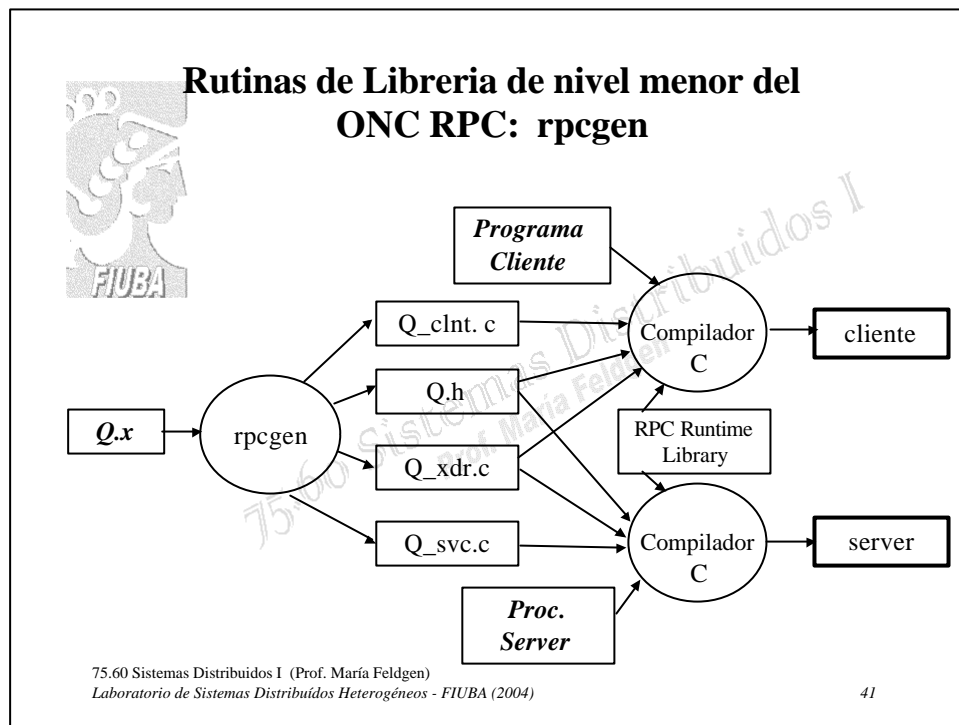 Rutinas de Libreria de nivel menor del
ONC RPC: rpcgen
FIUBA
Programa
Cliente
Q_clnt. c
Compilador
C
cliente
Q.h
Q.x
rpcgen
RPC Runtime
Library
Q_xdr.c
Q_svc.c
Compilador
C
server
Proc.
Server
75.60 Sistemas Distribuidos I
Prof. María Feldgen
75.60 Sistemas Distribuidos I (Prof. María Feldgen)
Laboratorio de Sistemas Distribuídos Heterogéneos - FIUBA (2004)
41